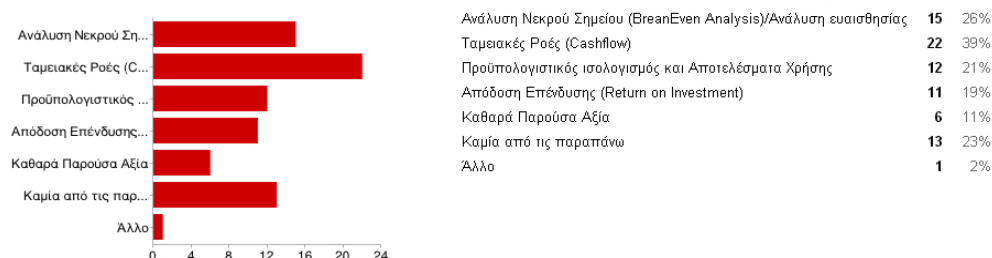 Ανάλυση Νεκρού Ση...
Ταμειακές Ροές (C...
Προϋπολογιστικός ...
Απόδοση Επένδυσης...
Καθαρά Παρούσα Αξία
Καμία από τις παρ...
Άλλο
0 4 8 12 16 20 24
Ανάλυση Νεκρού Σημείου (BreanEven Analysis)/Ανάλυση ευαισθησίας 15 26%
Ταμειακές Ροές (Cashflow) 22 39%
Προϋπολογιστικός ισολογισμός και Αποτελέσματα Χρήσης 12 21%
Απόδοση Επένδυσης (Return on Investment) 11 19%
Καθαρά Παρούσα Αξία 6 11%
Καμία από τις παραπάνω 13 23%
Άλλο 1 2%